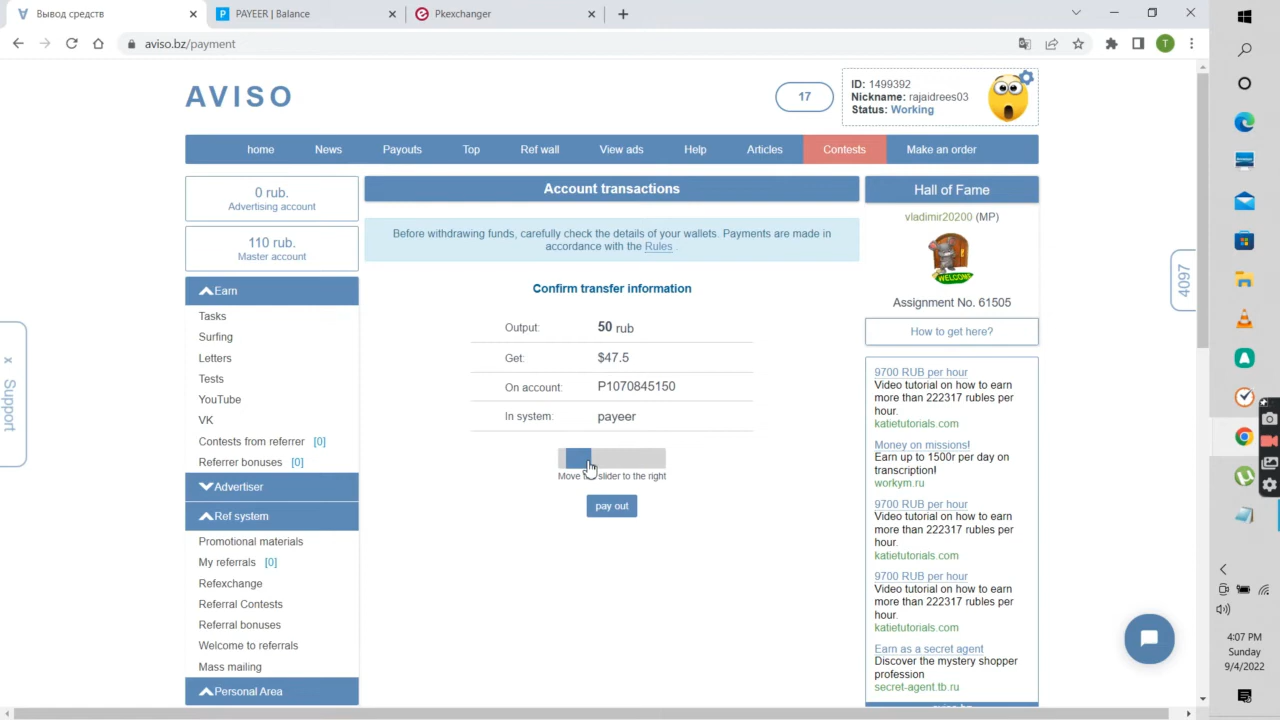 Вывод средств
PAYEER | Balance
Pkexchanger
aviso.bz/payment
T
AVISO
17
ID: 1499392
Nickname: rajaidrees03
Status: Working
home
News
Payouts
Top
Ref wall
View ads
Help
Articles
Contests
Make an order
0 rub.
Advertising account
110 rub.
Master account
Earn
Tasks
Surfing
Letters
Tests
YouTube
VK
Contests from referrer [0]
Referrer bonuses [0]
Advertiser
Ref system
Promotional materials
My referrals [0]
Refexchange
Referral Contests
Referral bonuses
Welcome to referrals
Mass mailing
Personal Area
Account transactions
Before withdrawing funds, carefully check the details of your wallets. Payments are made in
accordance with the Rules .
Confirm transfer information
Output: 50 rub
Get: $47.5
On account: P1070845150
In system: payeer
Move slider to the right
pay out
Hall of Fame
vladimir20200 (MP)
WELCOME
Assignment No. 61505
How to get here?
9700 RUB per hour
Video tutorial on how to earn
more than 222317 rubles per
hour.
katietutorials.com
Money on missions!
Earn up to 1500r per day on
transcription!
workym.ru
9700 RUB per hour
Video tutorial on how to earn
more than 222317 rubles per
hour.
katietutorials.com
9700 RUB per hour
Video tutorial on how to earn
more than 222317 rubles per
hour.
katietutorials.com
Earn as a secret agent
Discover the mystery shopper
profession
secret-agent.tb.ru
4097
x Support
4:07 PM
Sunday
9/4/2022